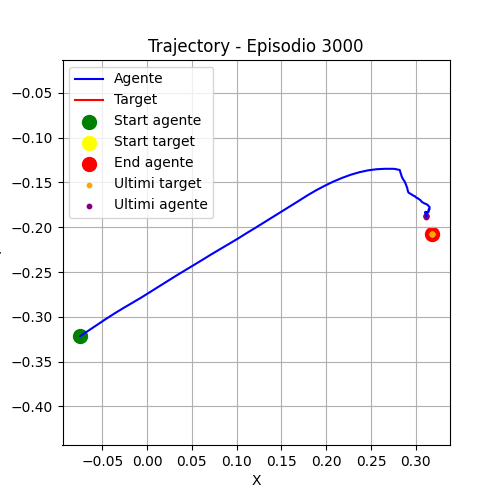 Trajectory - Episodio 3000
Agente
Target
Start agente
Start target
End agente
Ultimi target
Ultimi agente
−0.05
−0.10
−0.15
−0.20
−0.25
−0.30
−0.35
−0.40
−0.05 0.00 0.05 0.10 0.15 0.20 0.25 0.30
X